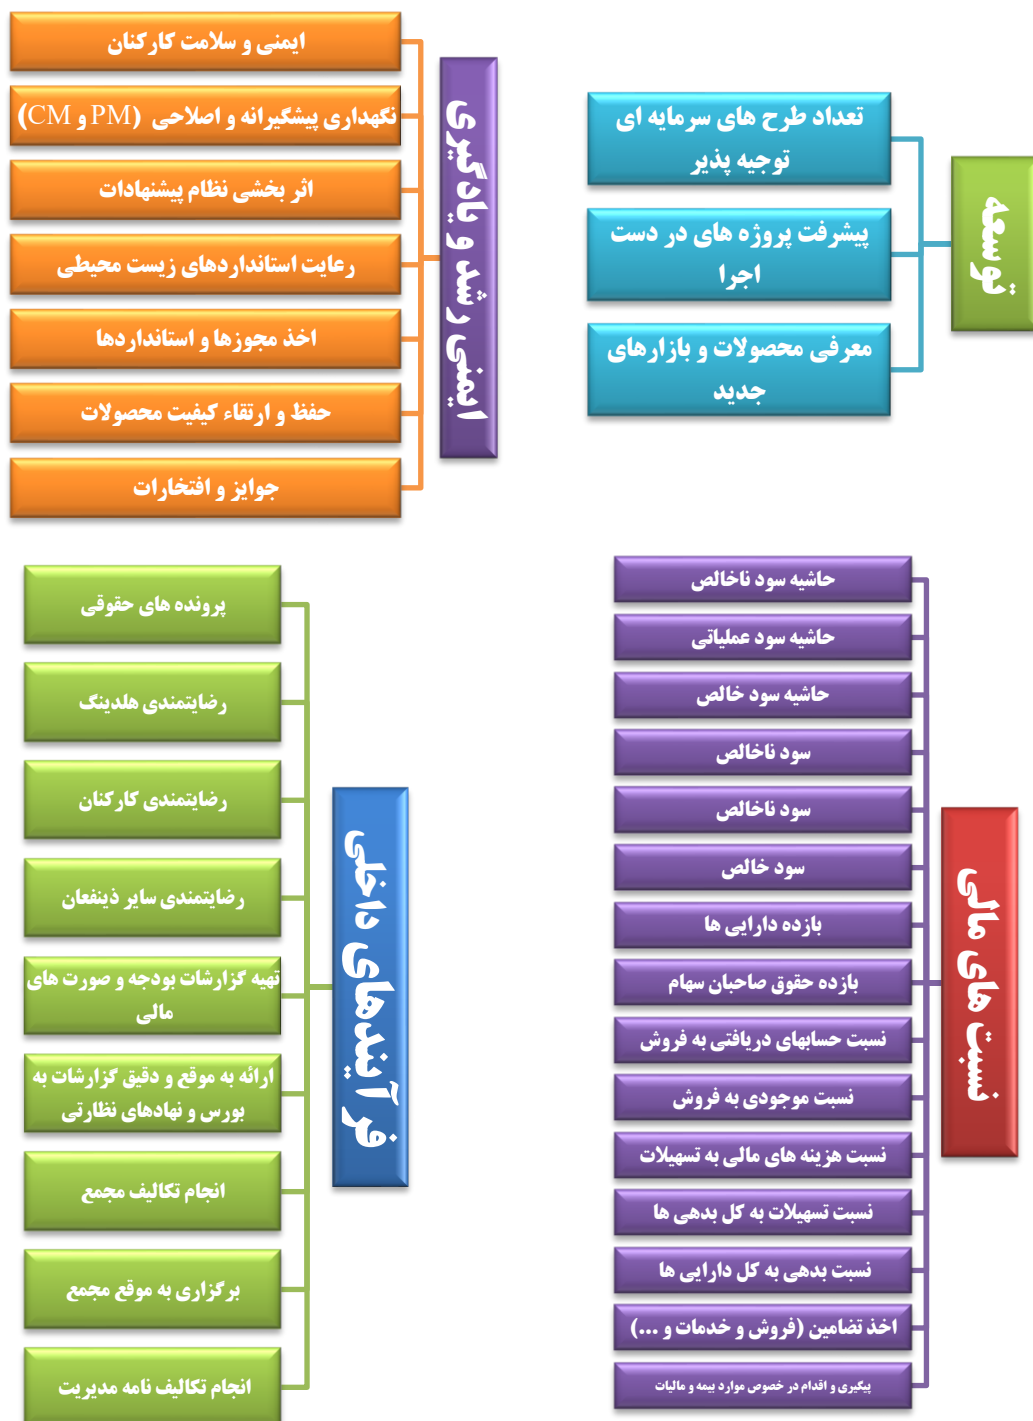 توسعه
تعداد طرح های سرمایه ای
توجیه پذیر
پیشرفت پروژه های در دست
اجرا
معرفی محصولات و بازارهای
جدید
ایمنی رشد و یادگیری
ایمنی و سلامت کارکنان
نگهداری پیشگیرانه و اصلاحی (PM و CM)
اثر بخشی نظام پیشنهادات
رعایت استانداردهای زیست محیطی
اخذ مجوزها و استانداردها
حفظ و ارتقاء کیفیت محصولات
جوایز و افتخارات
نسبت های مالی
حاشیه سود ناخالص
حاشیه سود عملیاتی
حاشیه سود خالص
سود ناخالص
سود ناخالص
سود خالص
بازده دارایی ها
بازده حقوق صاحبان سهام
نسبت حسابهای دریافتی به فروش
نسبت موجودی به فروش
نسبت هزینه های مالی به تسهیلات
نسبت تسهیلات به کل بدهی ها
نسبت بدهی به کل دارایی ها
اخذ تضامین (فروش و خدمات و ...)
پیگیری و اقدام در خصوص موارد بیمه و مالیات
فرآیندهای داخلی
پرونده های حقوقی
رضایتمندی هلدینگ
رضایتمندی کارکنان
رضایتمندی سایر ذینفعان
تهیه گزارشات بودجه و صورت های
مالی
ارائه به موقع و دقیق گزارشات به
بورس و نهادهای نظارتی
انجام تکالیف مجمع
برگزاری به موقع مجمع
انجام تکالیف نامه مدیریت